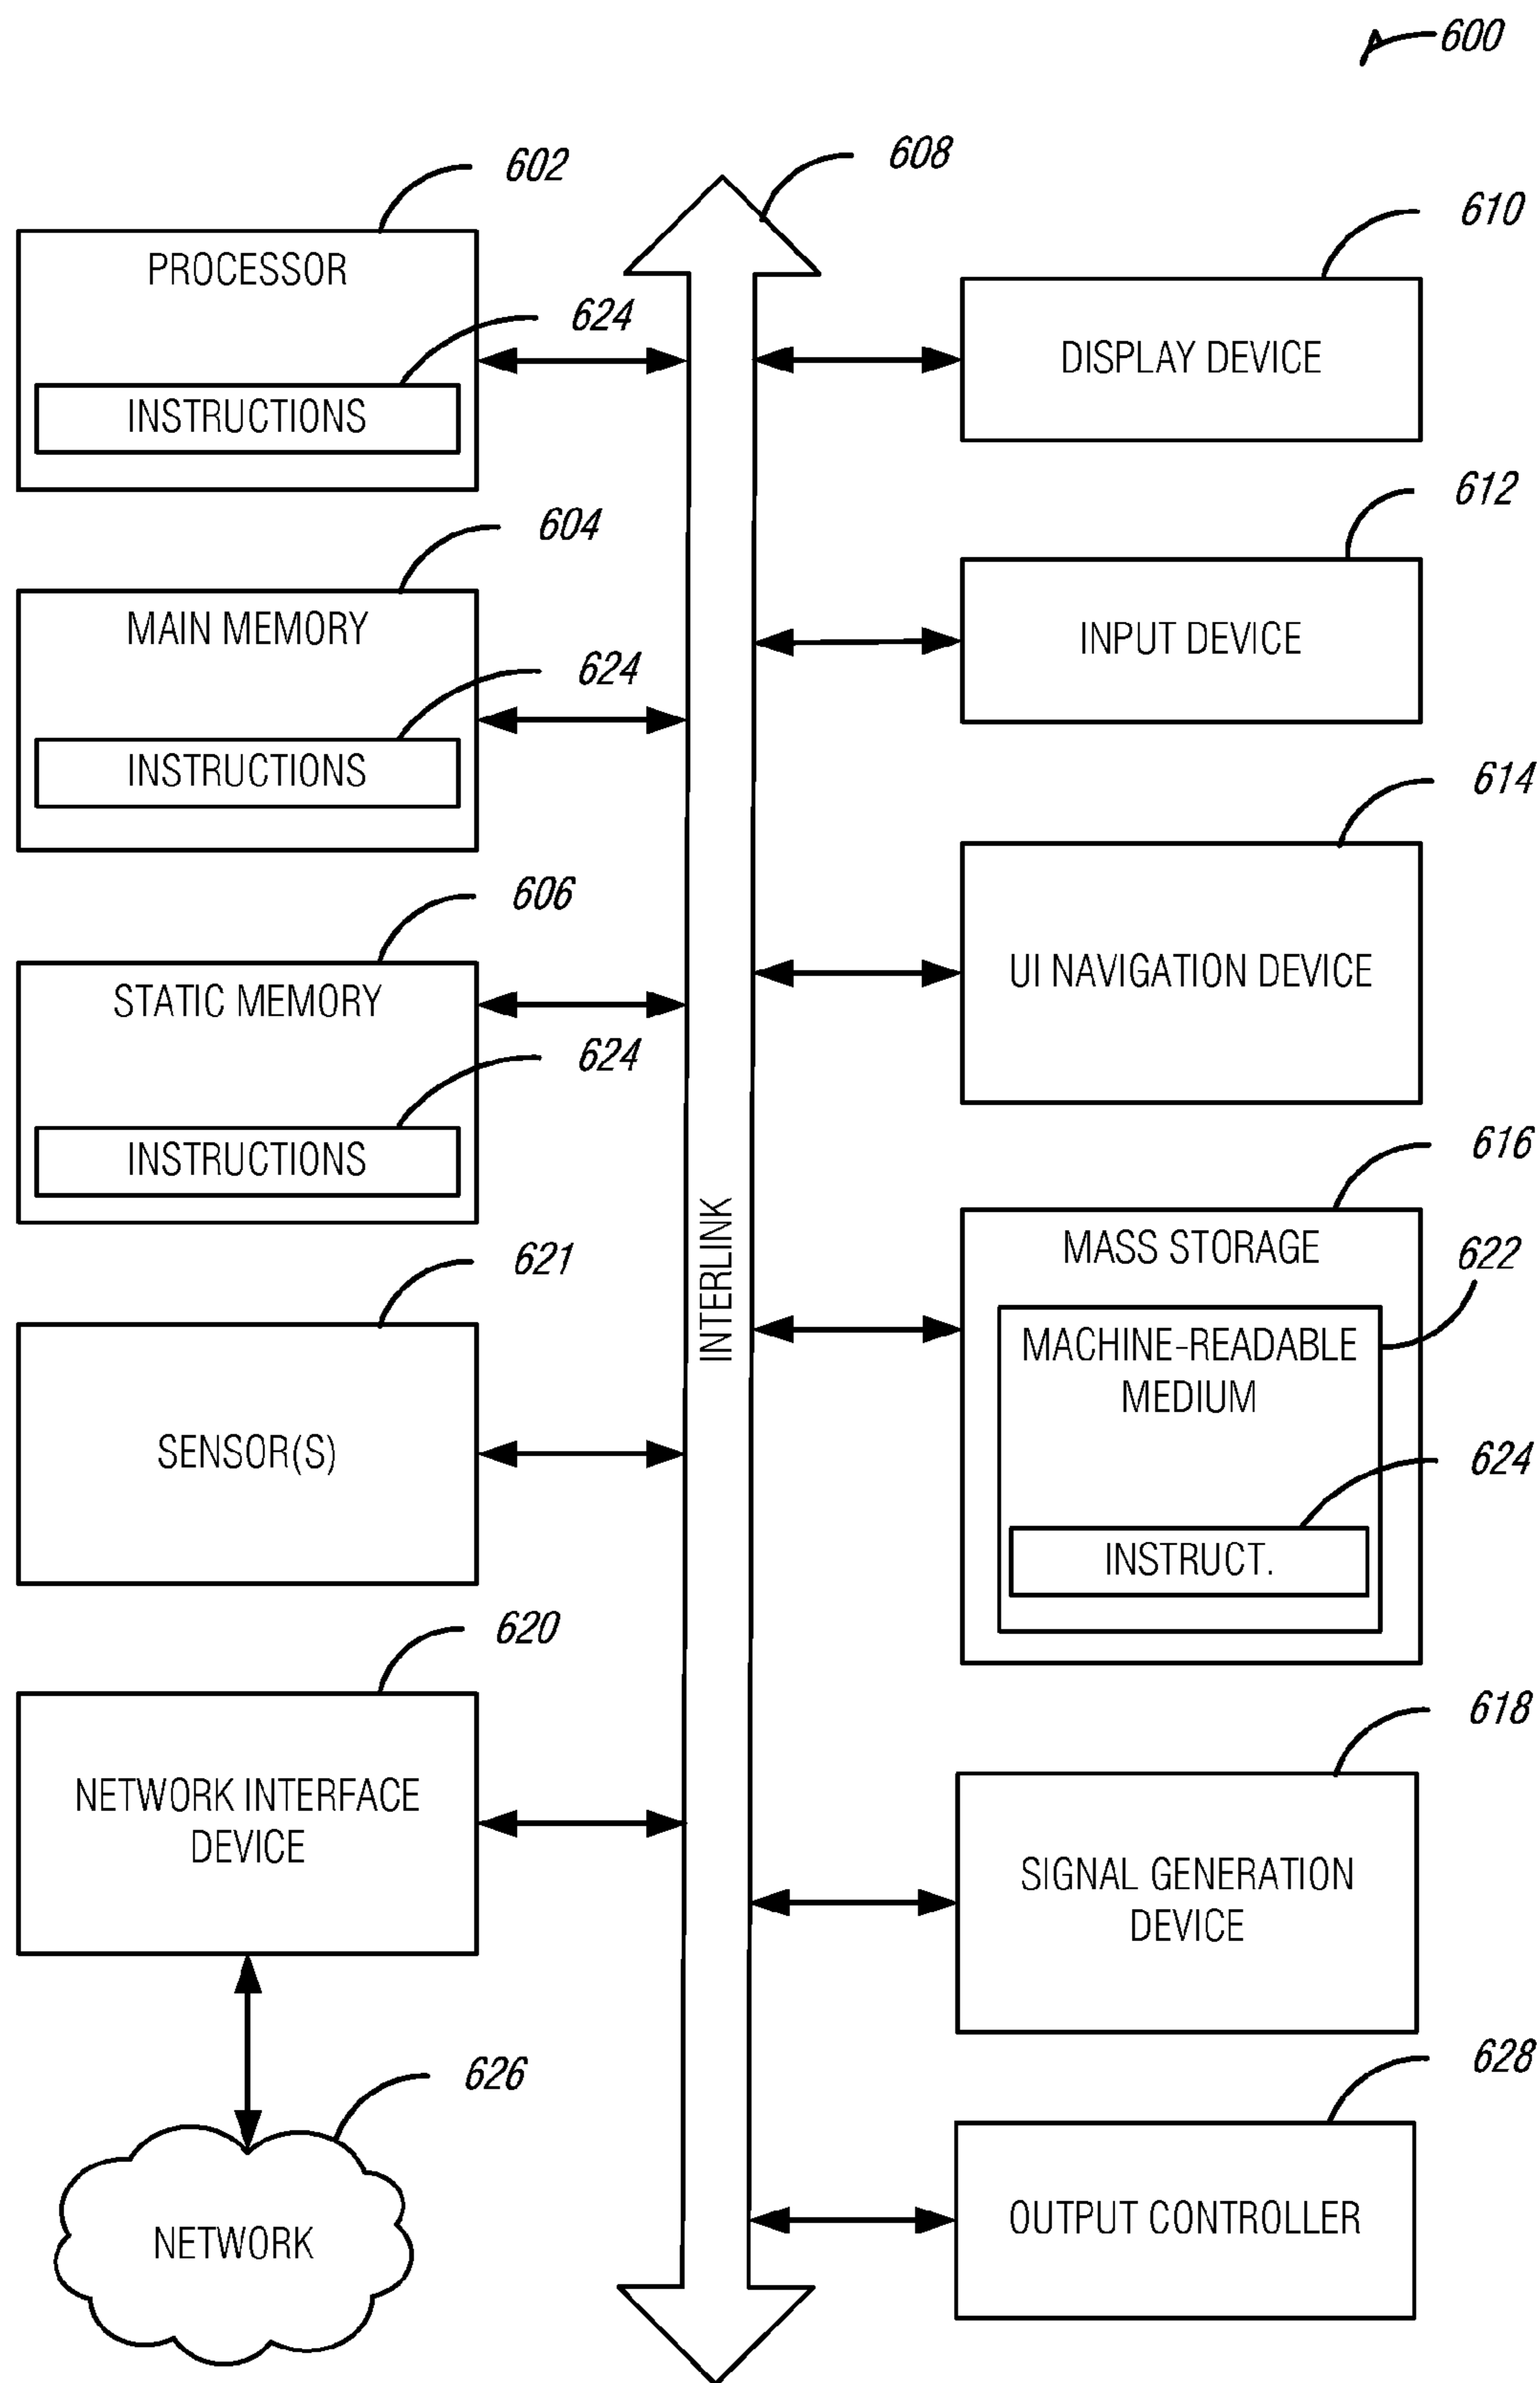 600
608
602
PROCESSOR
624
INSTRUCTIONS
604
MAIN MEMORY
624
INSTRUCTIONS
606
STATIC MEMORY
624
INSTRUCTIONS
621
SENSOR(S)
620
NETWORK INTERFACE
DEVICE
626
NETWORK
INTERLINK
610
DISPLAY DEVICE
612
INPUT DEVICE
614
UI NAVIGATION DEVICE
616
MASS STORAGE
622
MACHINE-READABLE
MEDIUM
624
INSTRUCT.
618
SIGNAL GENERATION
DEVICE
628
OUTPUT CONTROLLER